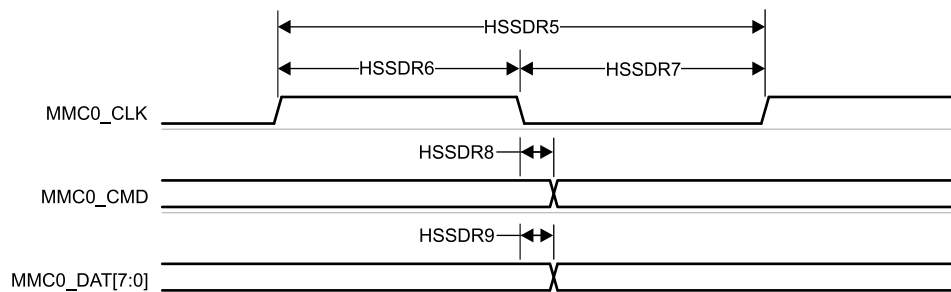 HSSDR5
HSSDR6 HSSDR7
MMC0_CLK
HSSDR8
MMC0_CMD
HSSDR9
MMC0_DAT[7:0]